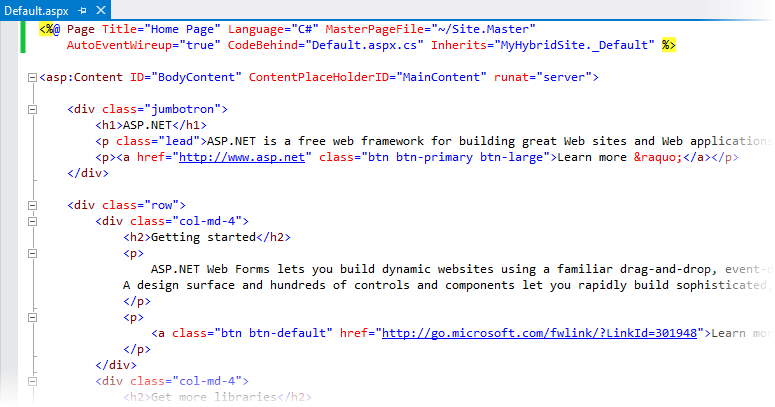 Default.aspx
<%@ Page Title="Home Page" Language="C#" MasterPageFile="~/Site.Master"
AutoEventWireup="true" CodeBehind="Default.aspx.cs" Inherits="MyHybridSite._Default" %>
<asp:Content ID="BodyContent" ContentPlaceHolderID="MainContent" runat="server">
<div class="jumbotron">
<h1>ASP.NET</h1>
<p class="lead">ASP.NET is a free web framework for building great Web sites and Web applications
<p><a href="http://www.asp.net" class="btn btn-primary btn-large">Learn more &raquo;</a></p>
</div>
<div class="row">
<div class="col-md-4">
<h2>Getting started</h2>
<p>
ASP.NET Web Forms lets you build dynamic websites using a familiar drag-and-drop, event-
A design surface and hundreds of controls and components let you rapidly build sophisticated,
</p>
<p>
<a class="btn btn-default" href="http://go.microsoft.com/fwlink/?LinkId=301948">Learn mor
</p>
</div>
<div class="col-md-4">
<h2>Get more libraries</h2>